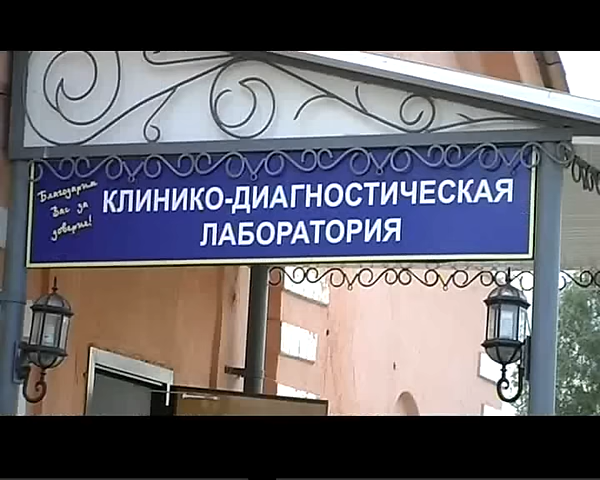 Благодарим
Вас за
доверие!
КЛИНИКО-ДИАГНОСТИЧЕСКАЯ
ЛАБОРАТОРИЯ